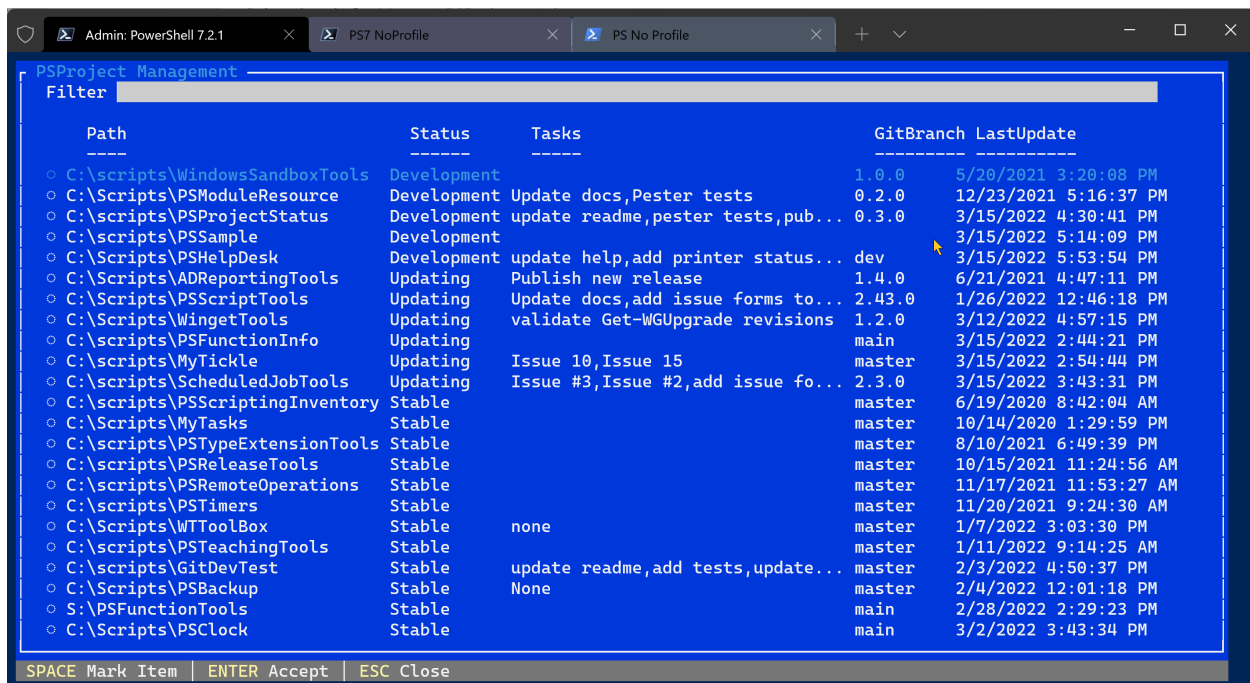 Admin: PowerShell 7.2.1 PS7 NoProfile PS No Profile
PSProject Management
Filter
Path Status Tasks GitBranch LastUpdate
---- ------ ----- --------- ----------
C:\scripts\WindowsSandboxTools Development 1.0.0 5/20/2021 3:20:08 PM
C:\Scripts\PSModuleResource Development Update docs,Pester tests 0.2.0 12/23/2021 5:16:37 PM
C:\scripts\PSProjectStatus Development update readme,pester tests,pub... 0.3.0 3/15/2022 4:30:41 PM
C:\scripts\PSSample Development 3/15/2022 5:14:09 PM
C:\scripts\PSHelpDesk Development update help,add printer status... dev 3/15/2022 5:53:54 PM
C:\Scripts\ADReportingTools Updating Publish new release 1.4.0 6/21/2021 4:47:11 PM
C:\scripts\PSScriptTools Updating Update docs,add issue forms to... 2.43.0 1/26/2022 12:46:18 PM
C:\scripts\WingetTools Updating validate Get-WGUpgrade revisions 1.2.0 3/12/2022 4:57:15 PM
C:\scripts\PSFunctionInfo Updating main 3/15/2022 2:44:21 PM
C:\scripts\MyTickle Updating Issue 10,Issue 15 master 3/15/2022 2:54:44 PM
C:\scripts\ScheduledJobTools Updating Issue #3,Issue #2,add issue fo... 2.3.0 3/15/2022 3:43:31 PM
C:\scripts\PSScriptingInventory Stable master 6/19/2020 8:42:04 AM
C:\scripts\MyTasks Stable master 10/14/2020 1:29:59 PM
C:\scripts\PSTypeExtensionTools Stable master 8/10/2021 6:49:39 PM
C:\scripts\PSReleaseTools Stable master 10/15/2021 11:24:56 AM
C:\scripts\PSRemoteOperations Stable master 11/17/2021 11:53:27 AM
C:\scripts\PSTimers Stable master 11/20/2021 9:24:30 AM
C:\Scripts\WTToolBox Stable none master 1/7/2022 3:03:30 PM
C:\scripts\PSTeachingTools Stable master 1/11/2022 9:14:25 AM
C:\scripts\GitDevTest Stable update readme,add tests,update... master 2/3/2022 4:50:37 PM
C:\Scripts\PSBackup Stable None master 2/4/2022 12:01:18 PM
S:\PSFunctionTools Stable main 2/28/2022 2:29:23 PM
C:\Scripts\PSClock Stable main 3/2/2022 3:43:34 PM
SPACE Mark Item │ ENTER Accept │ ESC Close